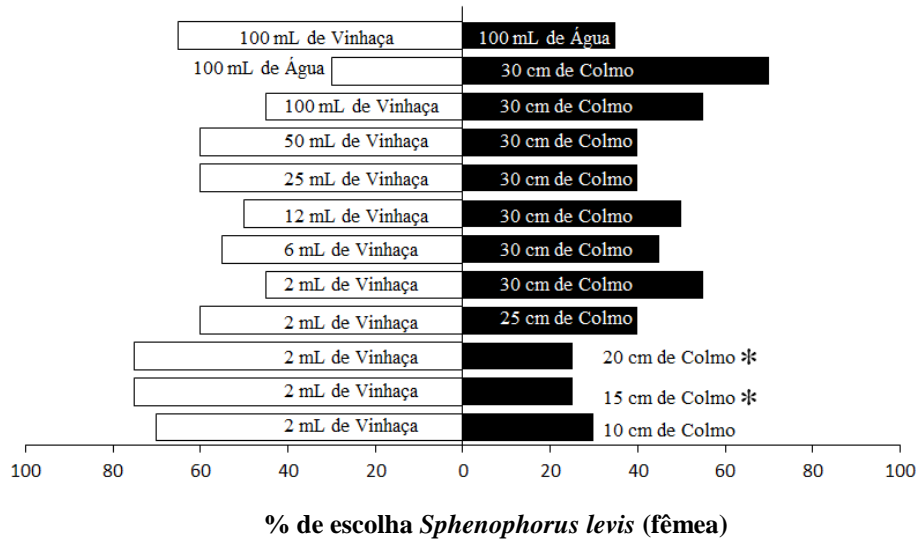 100 mL de Vinhaça 100 mL de Água
100 mL de Água 30 cm de Colmo
100 mL de Vinhaça 30 cm de Colmo
50 mL de Vinhaça 30 cm de Colmo
25 mL de Vinhaça 30 cm de Colmo
12 mL de Vinhaça 30 cm de Colmo
6 mL de Vinhaça 30 cm de Colmo
2 mL de Vinhaça 30 cm de Colmo
2 mL de Vinhaça 25 cm de Colmo
2 mL de Vinhaça 20 cm de Colmo *
2 mL de Vinhaça 15 cm de Colmo *
2 mL de Vinhaça 10 cm de Colmo
100 80 60 40 20 0 20 40 60 80 100
% de escolha Sphenophorus levis (fêmea)